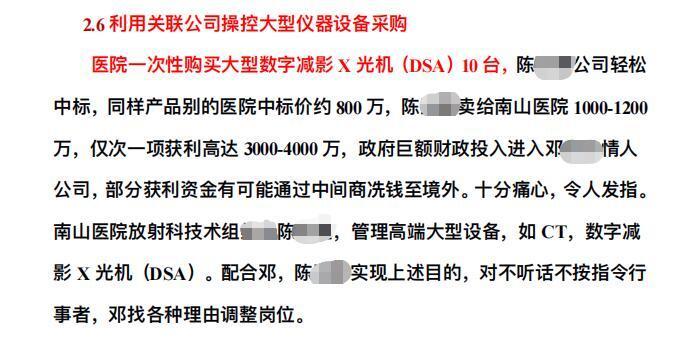 2.6 利用关联公司操控大型仪器设备采购
医院一次性购买大型数字减影 X 光机（DSA）10 台，陈公司轻松
中标，同样产品别的医院中标价约 800 万，陈卖给南山医院 1000-1200
万，仅次一项获利高达 3000-4000 万，政府巨额财政投入进入邓情人
公司，部分获利资金有可能通过中间商冼钱至境外。十分痛心，令人发指。
南山医院放射科技术组陈，管理高端大型设备，如 CT，数字减
影 X 光机（DSA）。配合邓，陈实现上述目的，对不听话不按指令行
事者，邓找各种理由调整岗位。